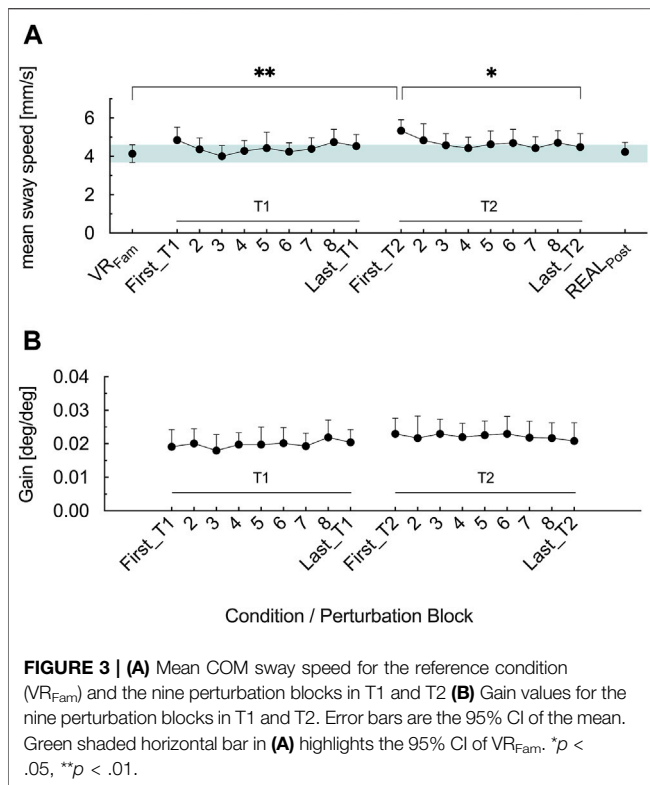 A
** *
mean sway speed [mm/s]
6
4
2
0
T1 T2
VRFam First_T1 2 3 4 5 6 7 8 Last_T1 First_T2 2 3 4 5 6 7 8 Last_T2 REALPost
B
Gain [deg/deg]
0.04
0.03
0.02
0.01
0.00
T1 T2
First_T1 2 3 4 5 6 7 8 Last_T1 First_T2 2 3 4 5 6 7 8 Last_T2
Condition / Perturbation Block
FIGURE 3 | (A) Mean COM sway speed for the reference condition
(VRFam) and the nine perturbation blocks in T1 and T2 (B) Gain values for the
nine perturbation blocks in T1 and T2. Error bars are the 95% CI of the mean.
Green shaded horizontal bar in (A) highlights the 95% CI of VRFam. *p <
.05, **p < .01.